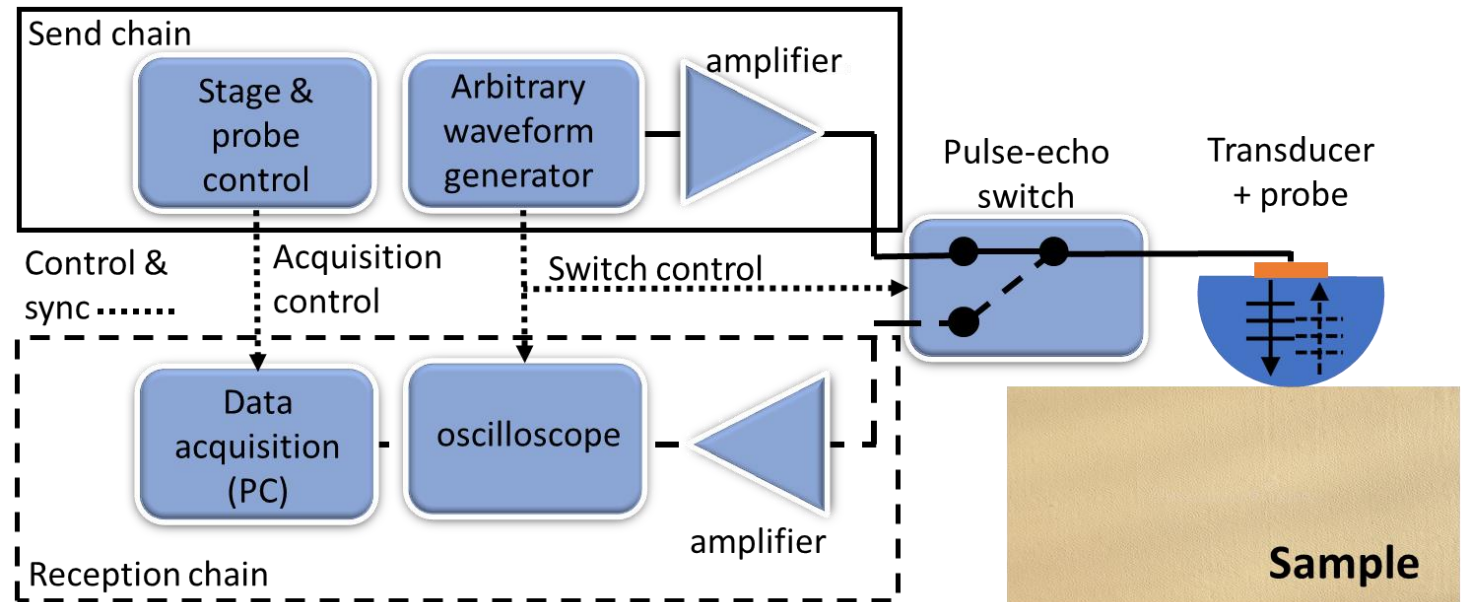 Send chain
Stage &
probe
control
Arbitrary
waveform
generator
amplifier
Pulse-echo
switch
Transducer
+ probe
Control &
sync
Acquisition
control
Switch control
Data
acquisition
(PC)
oscilloscope
amplifier
Reception chain
Sample